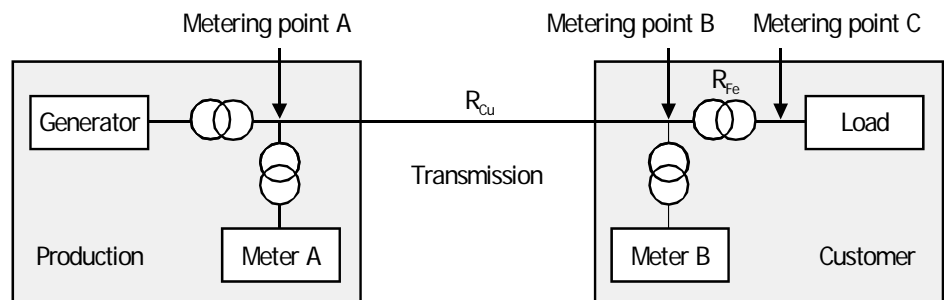 Metering point A
Metering point B
Metering point C
Generator
R_Cu
R_Fe
Load
Transmission
Production
Meter A
Meter B
Customer